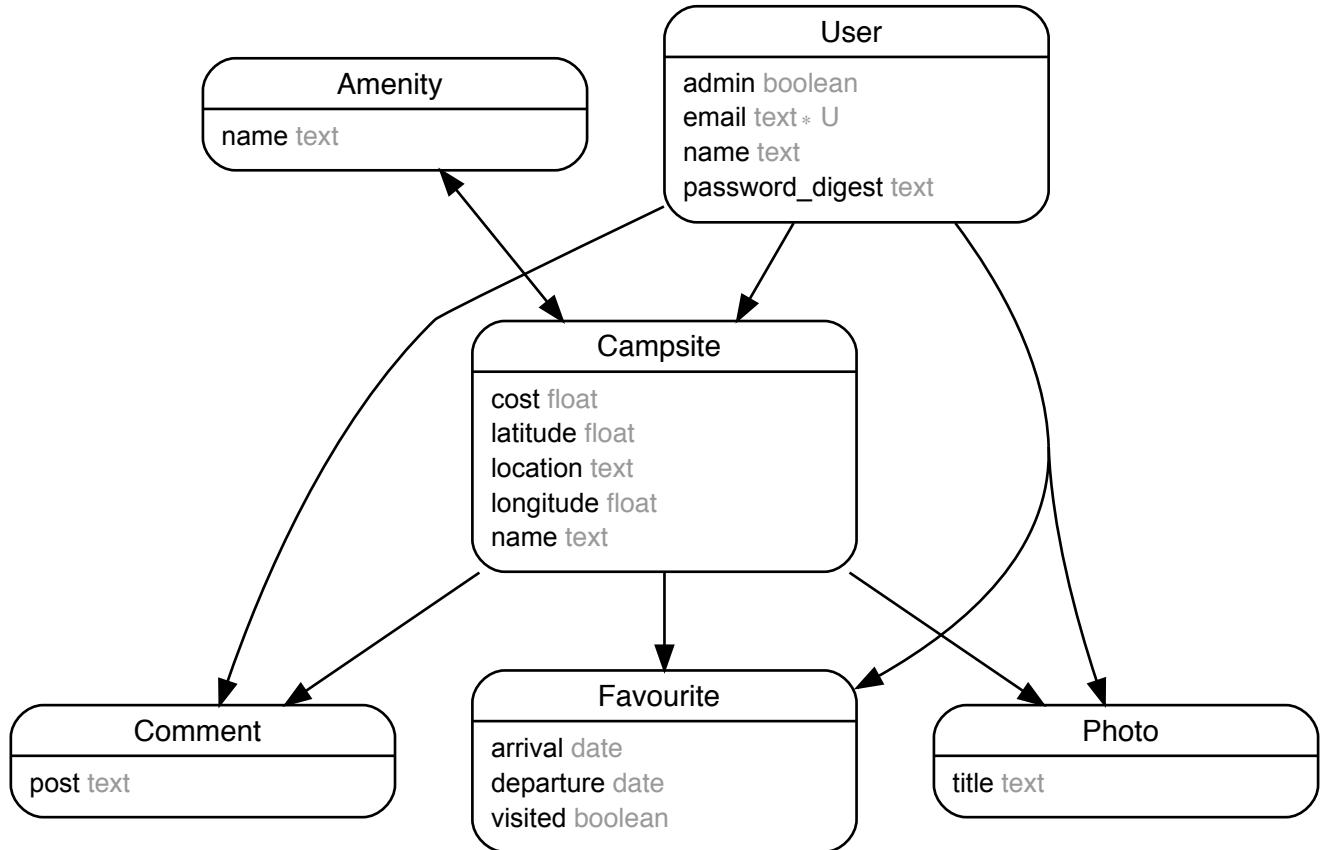 User
admin boolean
email text∗ U
name text
password_digest text
Amenity
name text
Campsite
cost float
latitude float
location text
longitude float
name text
Comment
post text
Favourite
arrival date
departure date
visited boolean
Photo
title text